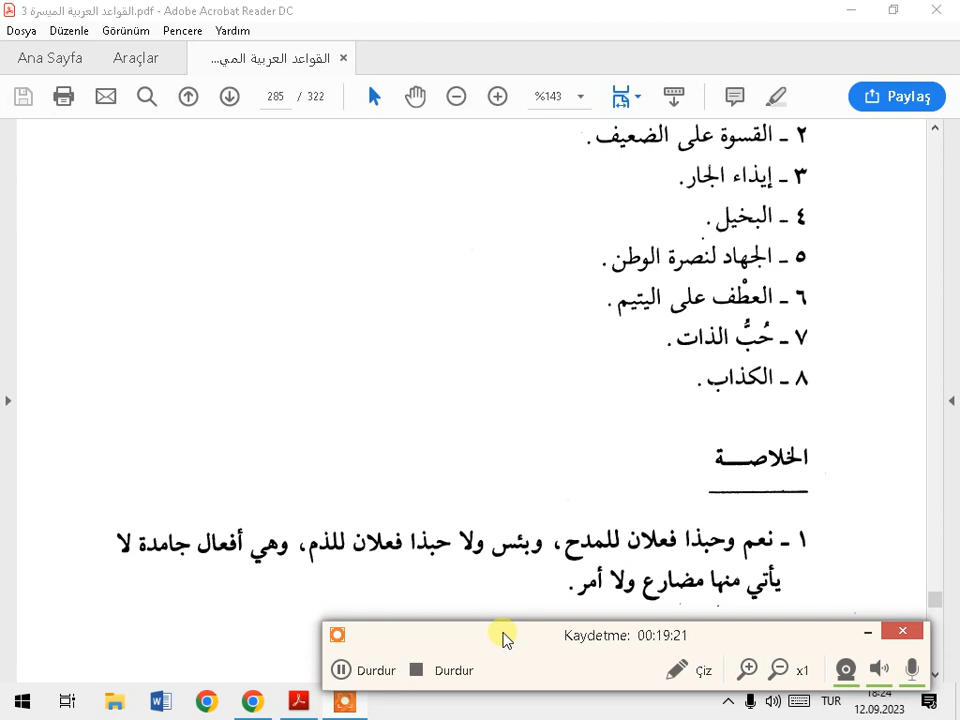 القواعد العربية الميسرة 3.pdf - Adobe Acrobat Reader DC
Dosya Düzenle Görünüm Pencere Yardım
Ana Sayfa Araçlar القواعد العربية المي...
285 / 322 %143 Paylaş
٢ ـ القسوة على الضعيف .
٣ ـ إيذاء الجار .
٤ ـ البخيل .
٥ ـ الجهاد لنصرة الوطن .
٦ ـ العطْف على اليتيم .
٧ ـ حُبُّ الذات .
٨ ـ الكذاب .
الخلاصـــة
١ ـ نعم وحبذا فعلان للمدح، وبئس ولا حبذا فعلان للذم، وهي أفعال جامدة لا
يأتي منها مضارع ولا أمر .
Kaydetme: 00:19:21
Durdur Durdur Çiz x1
TUR 18:24
12.09.2023